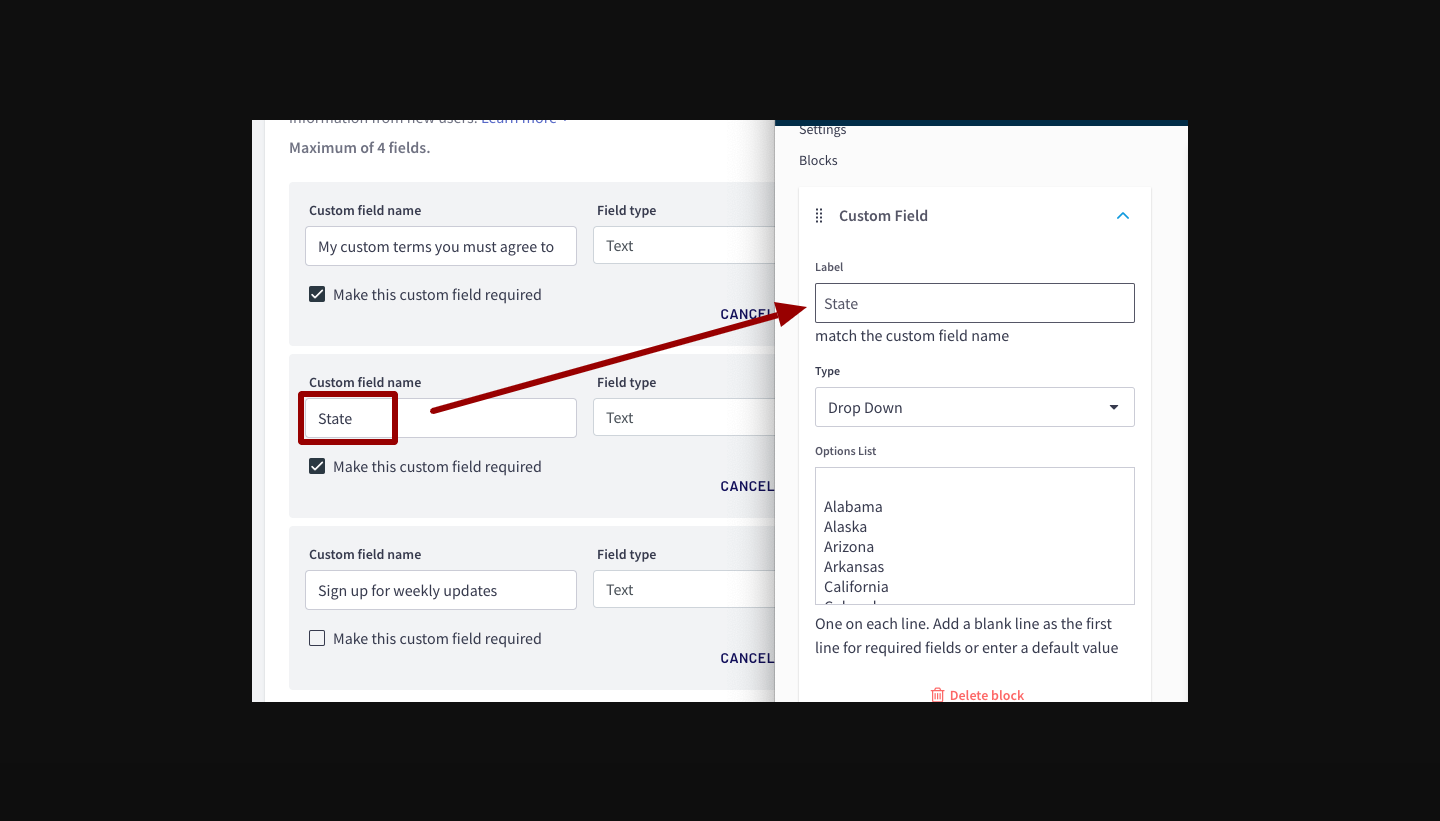 information from new users. Learn more
Maximum of 4 fields.
Custom field name
Field type
My custom terms you must agree to
Text
Make this custom field required
CANCEL
Custom field name
Field type
State
Text
Make this custom field required
CANCEL
Custom field name
Field type
Sign up for weekly updates
Text
Make this custom field required
CANCEL
Settings
Blocks
Custom Field
Label
State
match the custom field name
Type
Drop Down
Options List
Alabama
Alaska
Arizona
Arkansas
California
One on each line. Add a blank line as the first
line for required fields or enter a default value
Delete block